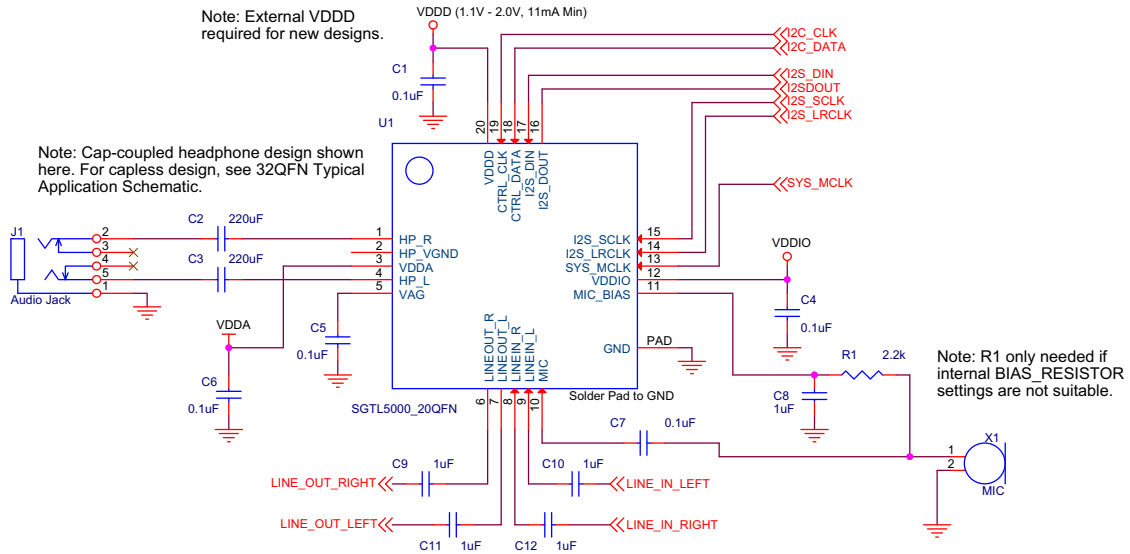 Note: External VDDD
required for new designs.
VDDD (1.1V - 2.0V, 11mA Min)
I2C_CLK
I2C_DATA
C1
0.1uF
I2S_DIN
I2SDOUT
I2S_SCLK
I2S_LRCLK
U1
20
19
18
17
16
VDDD
CTRL_CLK
CTRL_DATA
I2S_DIN
I2S_DOUT
Note: Cap-coupled headphone design shown
here. For capless design, see 32QFN Typical
Application Schematic.
SYS_MCLK
J1
2
3
4
5
1
Audio Jack
C2
220uF
C3
220uF
1
2
3
4
5
HP_R
HP_VGND
VDDA
HP_L
VAG
I2S_SCLK
I2S_LRCLK
SYS_MCLK
VDDIO
MIC_BIAS
15
14
13
12
11
VDDIO
C4
0.1uF
VDDA
C5
0.1uF
C6
0.1uF
LINEOUT_R
LINEOUT_L
LINEIN_R
LINEIN_L
MIC
GND
PAD
Solder Pad to GND
R1
2.2k
Note: R1 only needed if
internal BIAS_RESISTOR
settings are not suitable.
C8
1uF
SGTL5000_20QFN
6
7
8
9
10
C7
0.1uF
X1
1
2
MIC
C9
1uF
C10
1uF
LINE_OUT_RIGHT
LINE_IN_LEFT
LINE_OUT_LEFT
LINE_IN_RIGHT
C11
1uF
C12
1uF